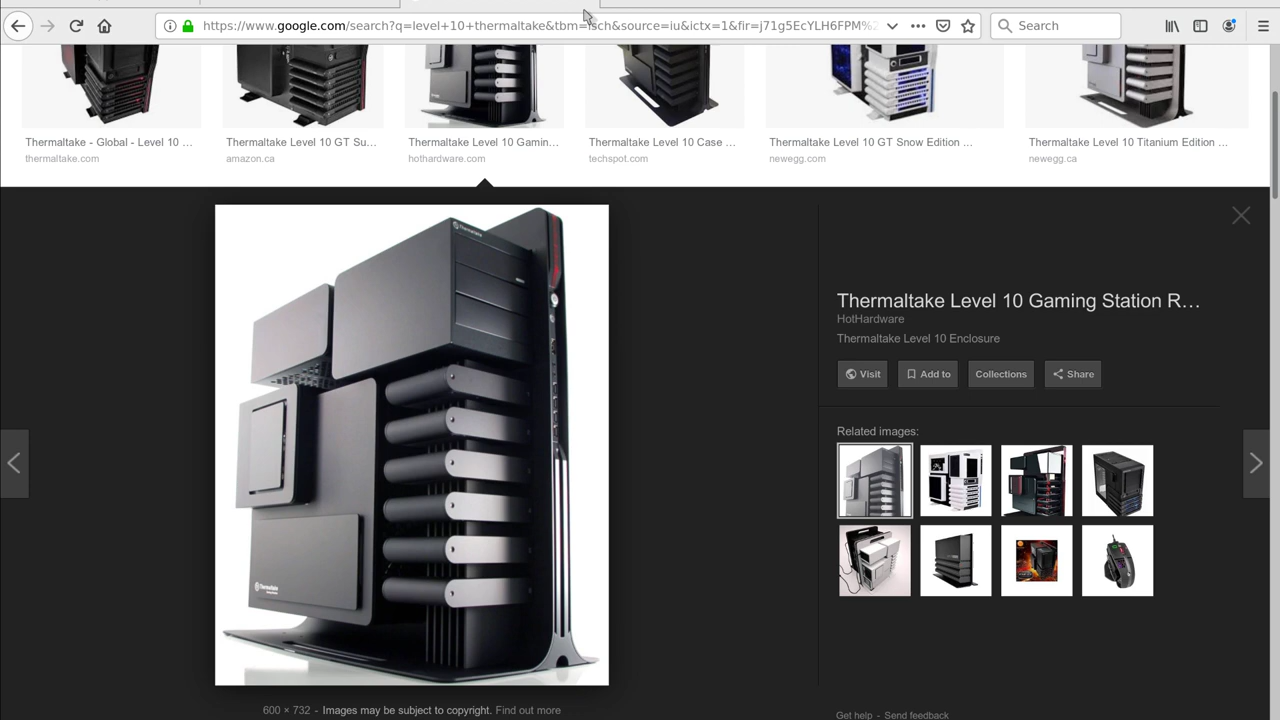 https://www.google.com/search?q=level+10+thermaltake&tbm=isch&source=iu&ictx=1&fir=j71g5EcYLH6FPM%2
Search
Thermaltake - Global - Level 10 ...
thermaltake.com
Thermaltake Level 10 GT Su...
amazon.ca
Thermaltake Level 10 Gamin...
hothardware.com
Thermaltake Level 10 Case ...
techspot.com
Thermaltake Level 10 GT Snow Edition ...
newegg.com
Thermaltake Level 10 Titanium Edition ...
newegg.ca
Thermaltake
Thermaltake
Thermaltake Level 10 Gaming Station R...
HotHardware
Thermaltake Level 10 Enclosure
Visit
Add to
Collections
Share
Related images:
600 × 732 - Images may be subject to copyright. Find out more
Get help - Send feedback